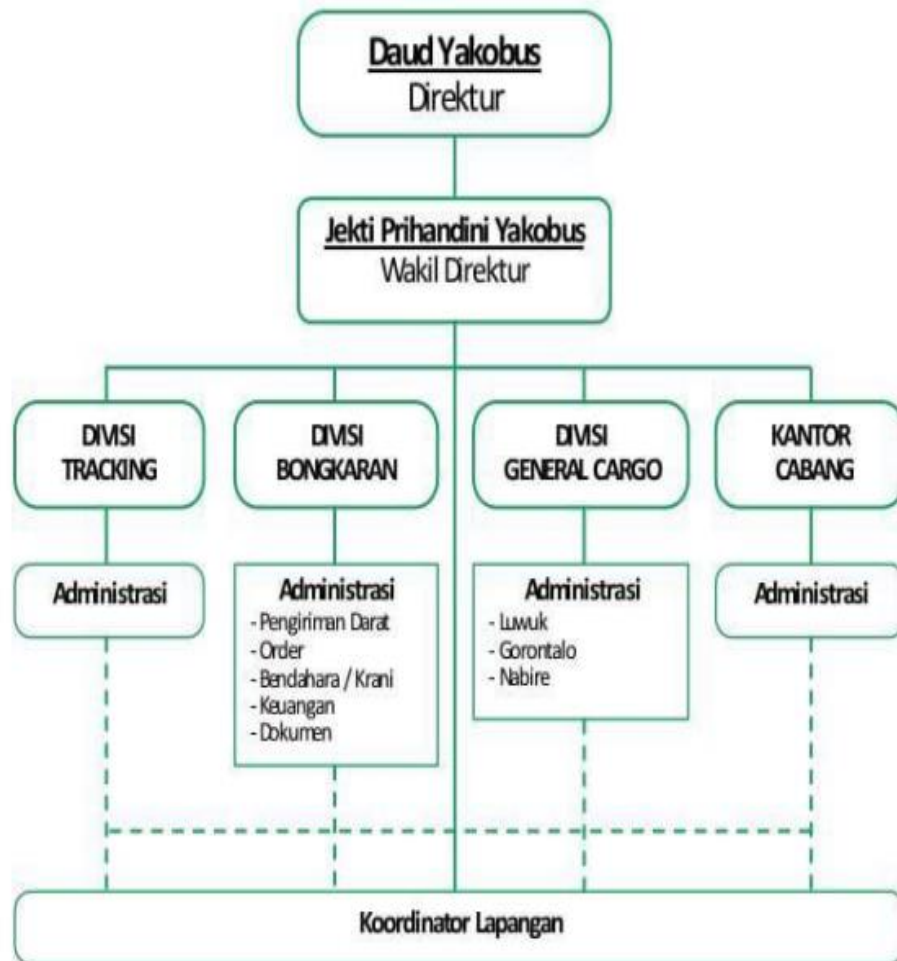 Daud Yakobus
Direktur
Jekti Prihandini Yakobus
Wakil Direktur
DIVISI
TRACKING
DIVISI
BONGKARAN
DIVISI
GENERAL CARGO
KANTOR
CABANG
Administrasi
Administrasi
- Pengiriman Darat
- Order
- Bendahara / Krani
- Keuangan
- Dokumen
Administrasi
- Luwuk
- Gorontalo
- Nabire
Administrasi
Koordinator Lapangan